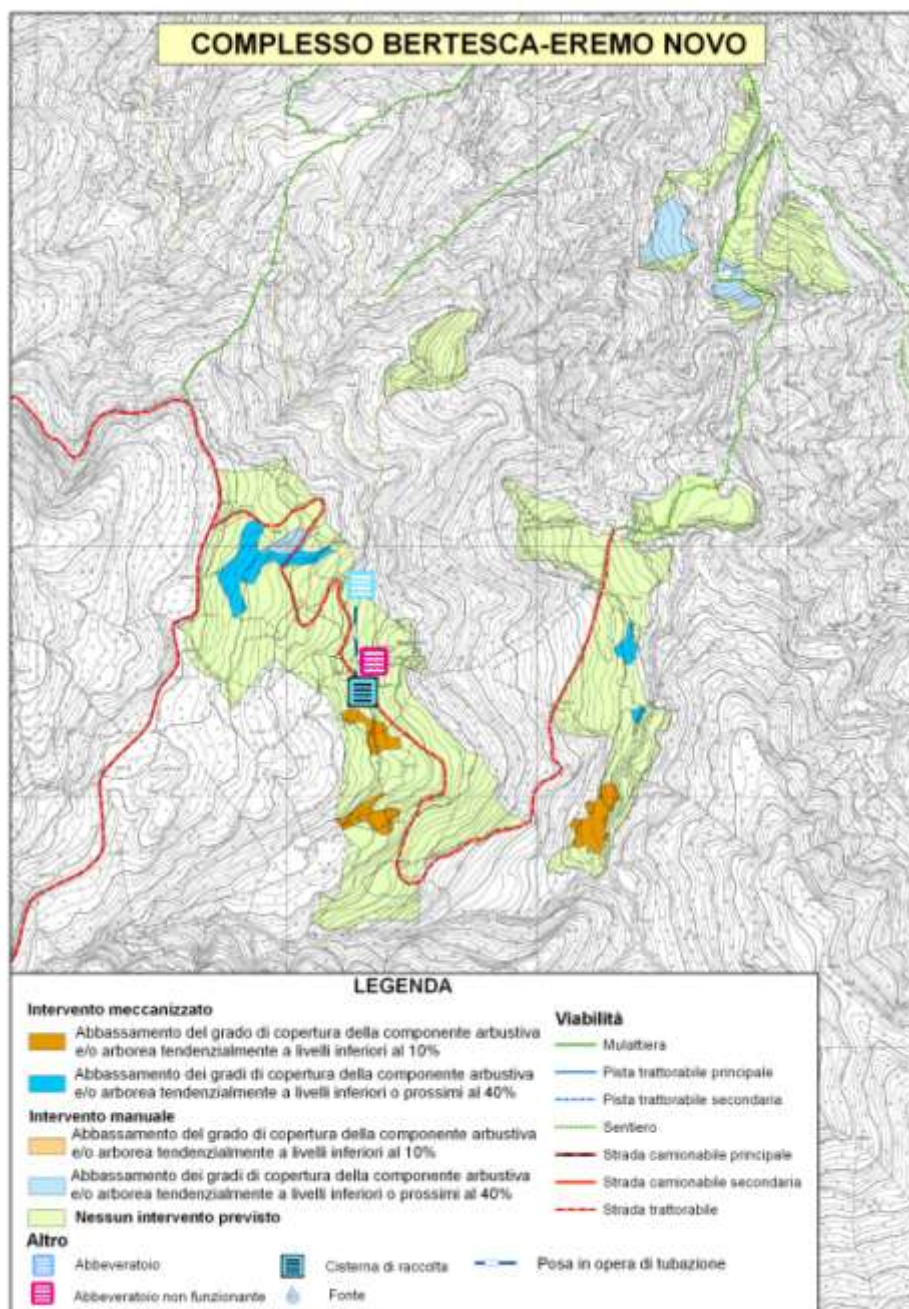 COMPLESSO BERTESCA-EREMO NOVO
LEGENDA
Intervento meccanizzato
Abbassamento del grado di copertura della componente arbustiva
e/o arborea tendenzialmente a livelli inferiori al 10%
Abbassamento dei gradi di copertura della componente arbustiva
e/o arborea tendenzialmente a livelli inferiori o prossimi al 40%
Intervento manuale
Abbassamento del grado di copertura della componente arbustiva
e/o arborea tendenzialmente a livelli inferiori al 10%
Abbassamento dei gradi di copertura della componente arbustiva
e/o arborea tendenzialmente a livelli inferiori o prossimi al 40%
Nessun intervento previsto
Viabilità
Mulattiera
Pista trattorabile principale
Pista trattorabile secondaria
Sentiero
Strada camionabile principale
Strada camionabile secondaria
Strada trattorabile
Altro
Abbeveratoio
Cisterna di raccolta
Posa in opera di tubazione
Abbeveratoio non funzionante
Fonte